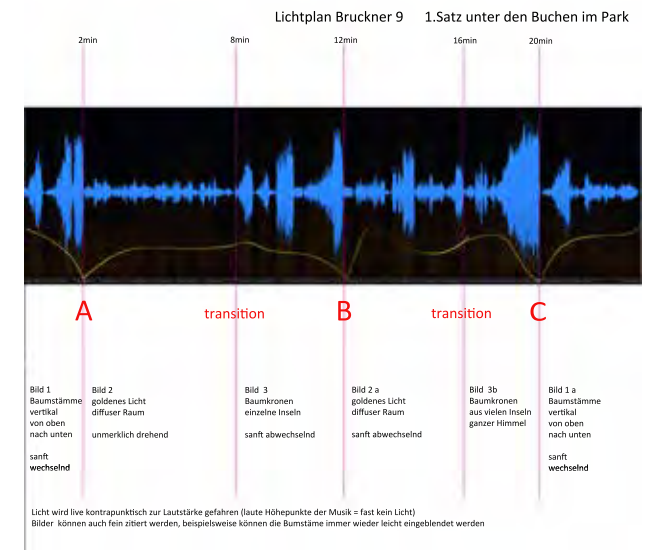 Lichtplan Bruckner 9 1.Satz unter den Buchen im Park
2min 8min 12min 16min 20min
A transition B transition C
Bild 1
Baumstämme
vertikal
von oben
nach unten
sanft
wechselnd
Bild 2
goldenes Licht
diffuser Raum
unmerklich drehend
Bild 3
Baumkronen
einzelne Inseln
sanft abwechselnd
Bild 2 a
goldenes Licht
diffuser Raum
sanft abwechselnd
Bild 3b
Baumkronen
aus vielen Inseln
ganzer Himmel
Bild 1 a
Baumstämme
vertikal
von oben
nach unten
sanft
wechselnd
Licht wird live kontrapunktisch zur Lautstärke gefahren (laute Höhepunkte der Musik = fast kein Licht)
Bilder können auch fein zitiert werden, beispielsweise können die Bumstäme immer wieder leicht eingeblendet werden